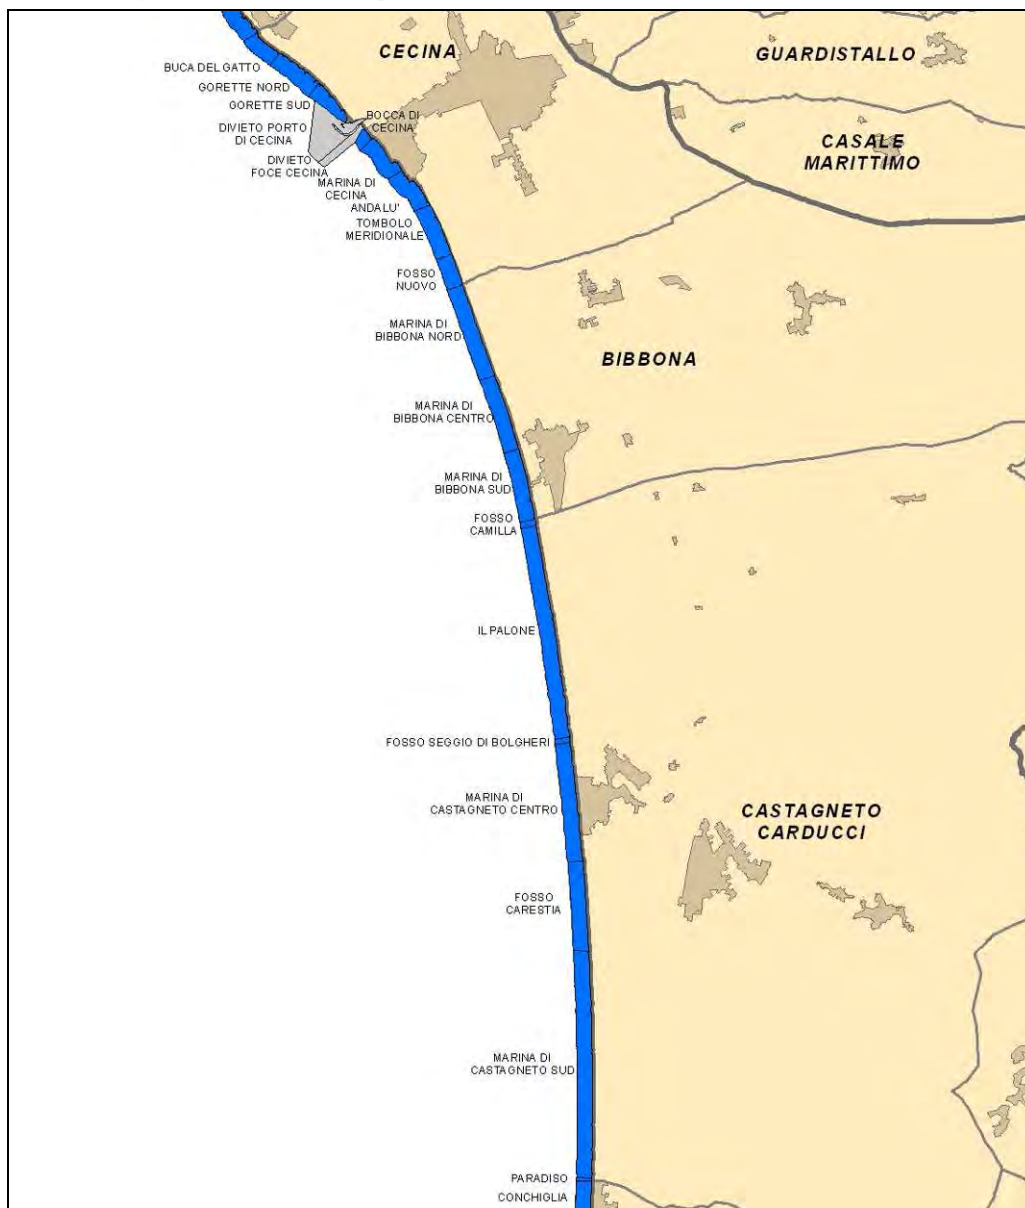 CECINA
GUARDISTALLO
BUCA DEL GATTO
GORETTE NORD
GORETTE SUD
BOCCA DI
CECINA
DIVIETO PORTO
DI CECINA
CASALE
MARITTIMO
DIVIETO
FOCE CECINA
MARINA DI
CECINA
ANDALU'
TOMBOLO
MERIDIONALE
FOSSO
NUOVO
MARINA DI
BIBBONA NORD
BIBBONA
MARINA DI
BIBBONA CENTRO
MARINA DI
BIBBONA SUD
FOSSO
CAMILLA
IL PALONE
FOSSO SEGGIO DI BOLGHERI
MARINA DI
CASTAGNETO CENTRO
CASTAGNETO
CARDUCCI
FOSSO
CARESTIA
MARINA DI
CASTAGNETO SUD
PARADISO
CONCHIGLIA